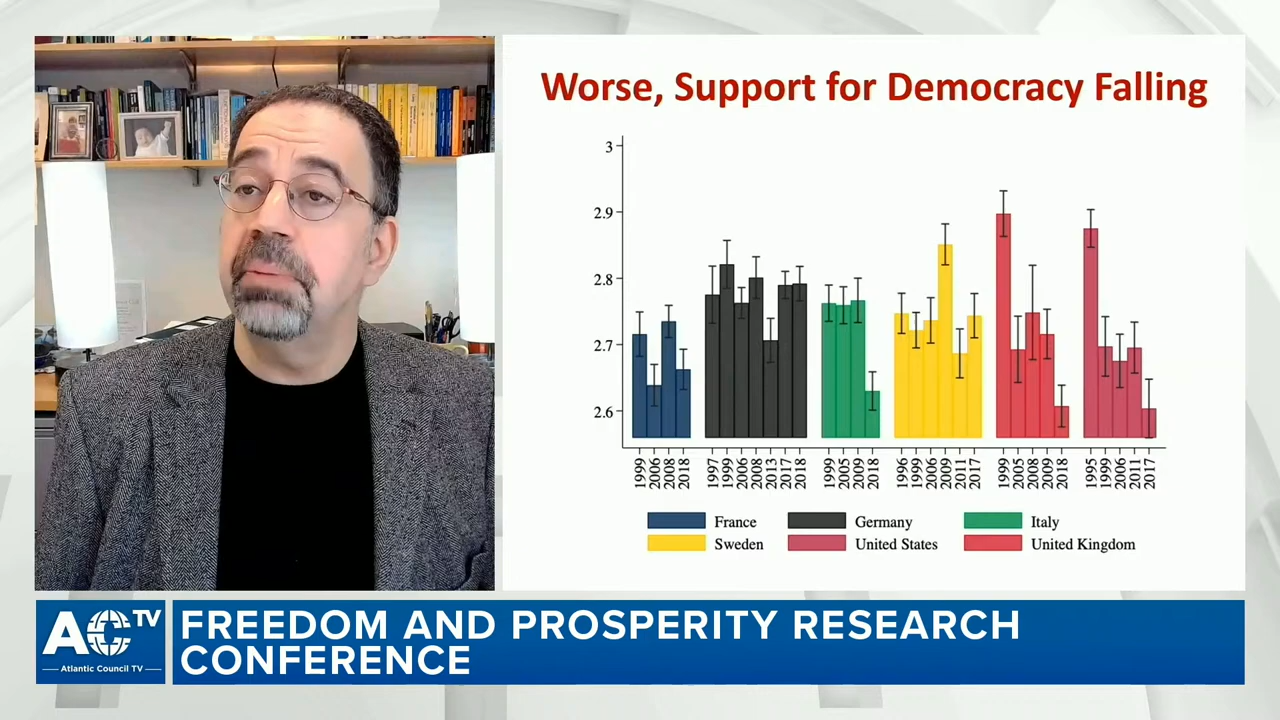 Worse, Support for Democracy Falling
3
2.9
2.8
2.7
2.6
1999 2006 2008 2018 1997 1999 2006 2008 2013 2017 2018 1999 2005 2009 2018 1996 1999 2006 2009 2011 2017 1999 2005 2008 2009 2018 1995 1999 2006 2011 2017
France Germany Italy
Sweden United States United Kingdom
ACTV
Atlantic Council TV
FREEDOM AND PROSPERITY RESEARCH
CONFERENCE